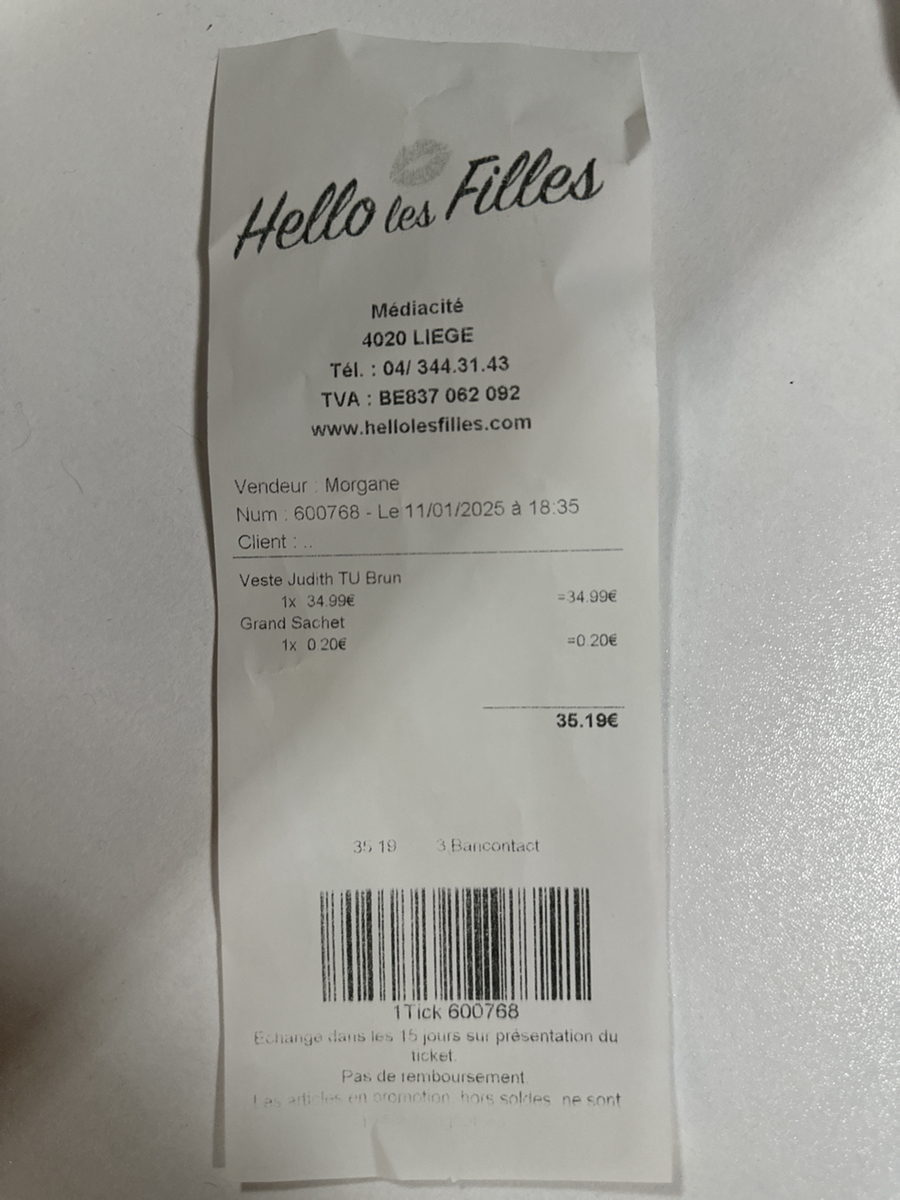 Hello les Filles
Médiacité
4020 LIEGE
Tél. : 04/ 344.31.43
TVA : BE837 062 092
www.hellolesfilles.com
Vendeur : Morgane
Num : 600768 - Le 11/01/2025 à 18:35
Client : ..
Veste Judith TU Brun
1x 34.99€ =34.99€
Grand Sachet
1x 0.20€ =0.20€
35.19€
35.19 3.Bancontact
1Tick 600768
Echange dans les 15 jours sur présentation du
ticket.
Pas de remboursement.
Les articles en promotion, hors soldes, ne sont